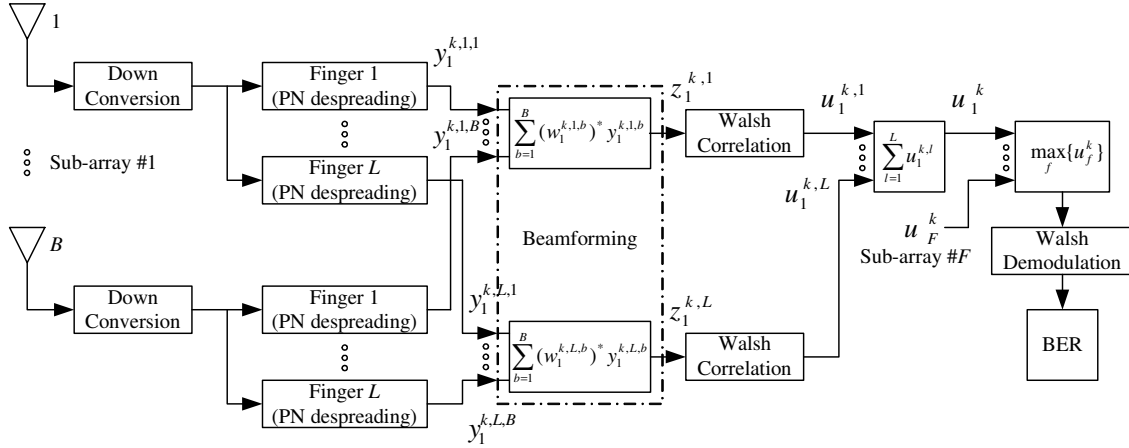 1
Down
Conversion
Finger 1
(PN despreading)
Finger L
(PN despreading)
Sub-array #1
B
Down
Conversion
Finger 1
(PN despreading)
Finger L
(PN despreading)
y_1^{k,1,1}
y_1^{k,1,B}
y_1^{k,L,1}
y_1^{k,L,B}
\sum_{b=1}^{B} (w_1^{k,1,b})^* y_1^{k,1,b}
Beamforming
\sum_{b=1}^{B} (w_1^{k,L,b})^* y_1^{k,L,b}
z_1^{k,1}
Walsh
Correlation
z_1^{k,L}
Walsh
Correlation
u_1^{k,1}
u_1^{k,L}
\sum_{l=1}^{L} u_1^{k,l}
u_1^k
u_F^k
Sub-array #F
\max_f \{u_f^k\}
Walsh
Demodulation
BER